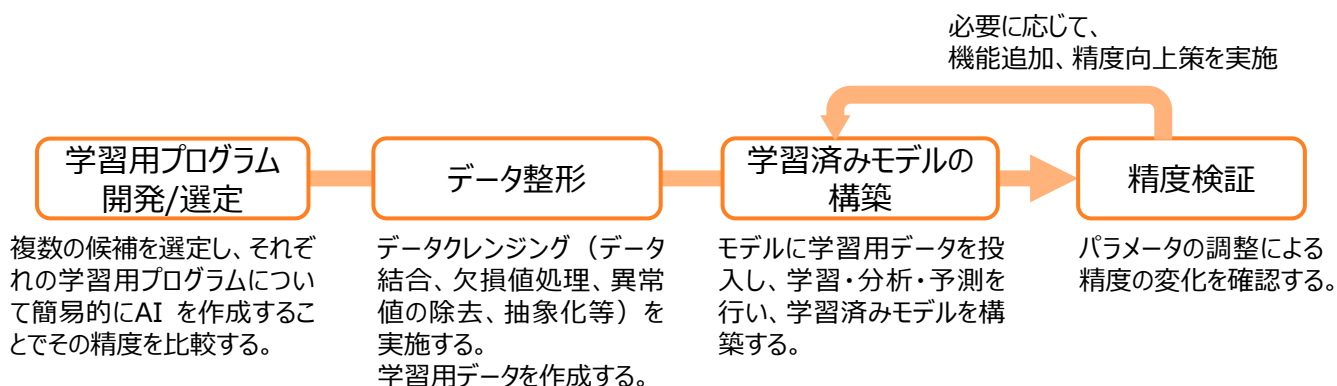 必要に応じて、
機能追加、精度向上策を実施
学習用プログラム
開発/選定
データ整形
学習済みモデルの
構築
精度検証
複数の候補を選定し、それぞ
れの学習用プログラムについ
て簡易的にAI を作成するこ
とでその精度を比較する。
データクレンジング（データ
結合、欠損値処理、異常
値の除去、抽象化等）を
実施する。
学習用データを作成する。
モデルに学習用データを投
入し、学習・分析・予測を
行い、学習済みモデルを構
築する。
パラメータの調整による
精度の変化を確認する。